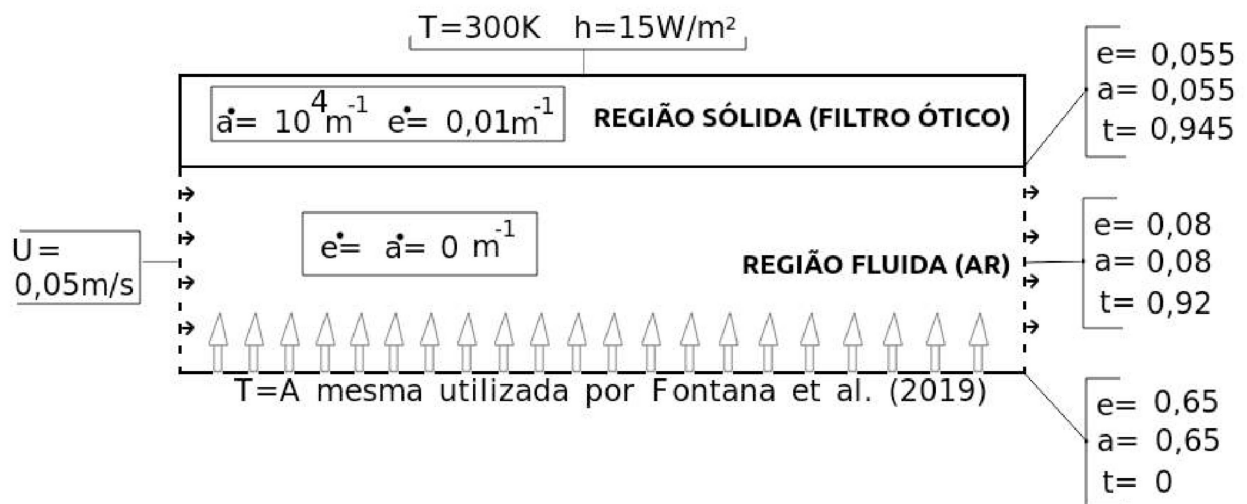 T=300K h=15W/m²
e= 0,055
a= 0,055
t= 0,945
ȧ= 10⁴m⁻¹ ė= 0,01m⁻¹
REGIÃO SÓLIDA (FILTRO ÓTICO)
U=
0,05m/s
ė= ȧ= 0 m⁻¹
REGIÃO FLUIDA (AR)
e= 0,08
a= 0,08
t= 0,92
T=A mesma utilizada por Fontana et al. (2019)
e= 0,65
a= 0,65
t= 0